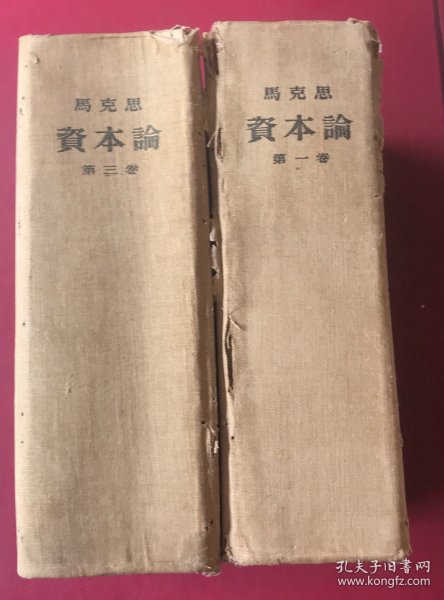 馬克思
資本論
第三卷
馬克思
資本論
第一卷
孔夫子旧书网
www.kongfz.com